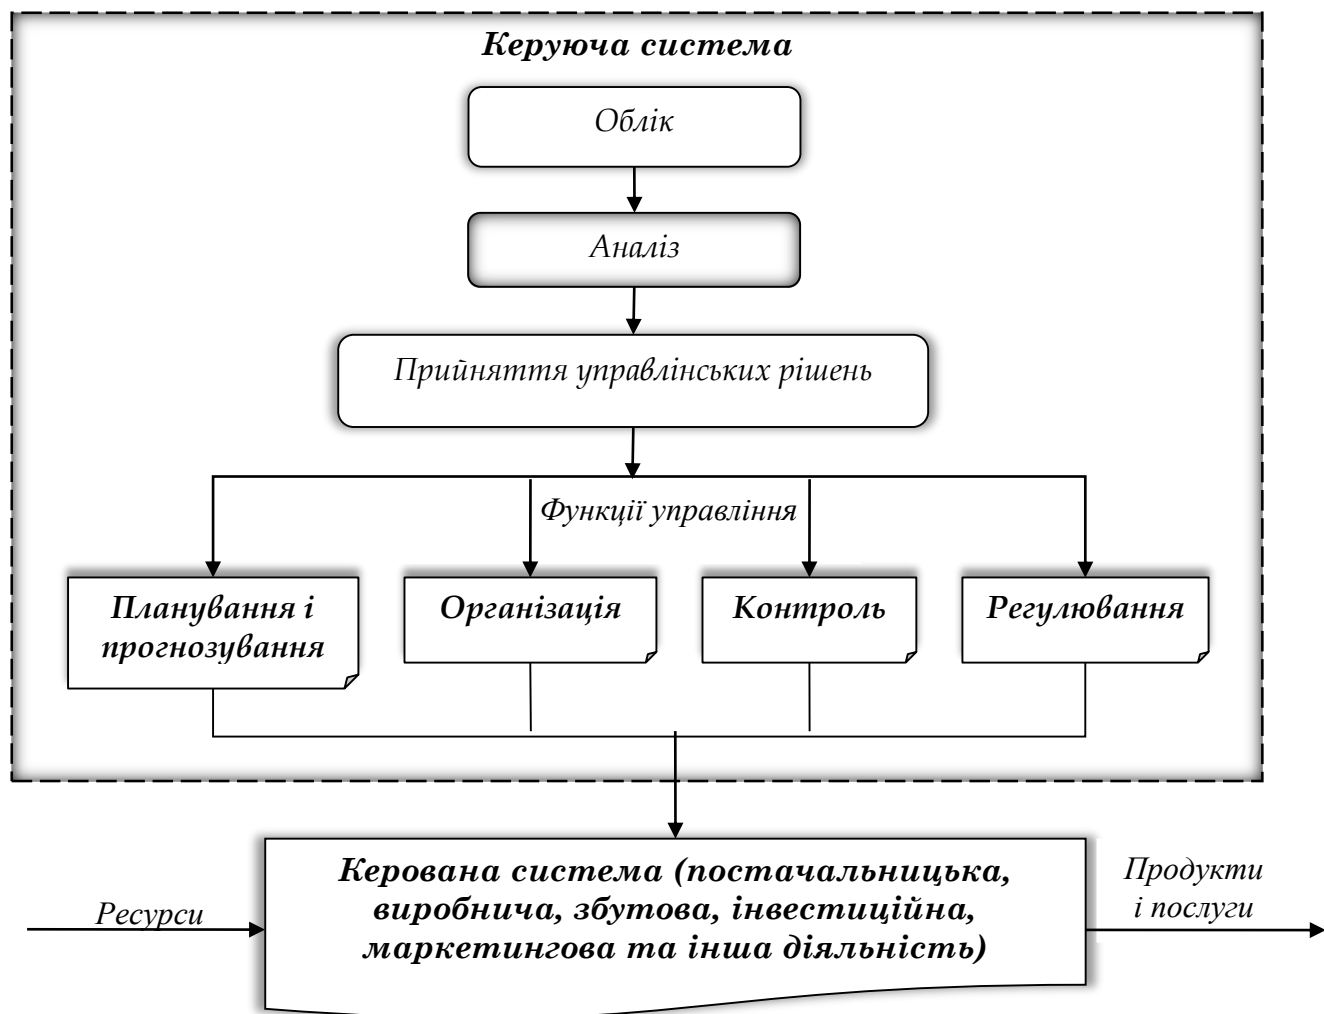 Керуюча система
Облік
Аналіз
Прийняття управлінських рішень
Функції управління
Планування і
прогнозування
Організація
Контроль
Регулювання
Керована система (постачальницька,
виробнича, збутова, інвестиційна,
маркетингова та інша діяльність)
Ресурси
Продукти
і послуги